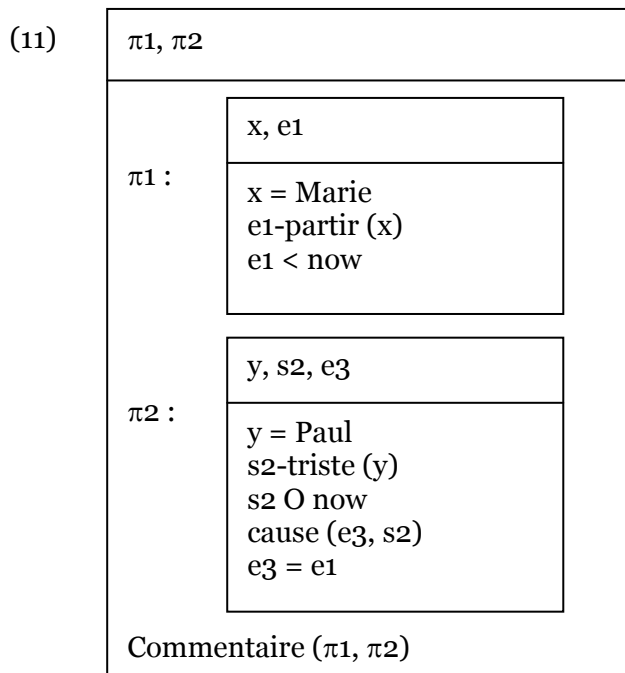 (11)
π1, π2
x, e1
π1 :
x = Marie
e1-partir (x)
e1 < now
y, s2, e3
π2 :
y = Paul
s2-triste (y)
s2 O now
cause (e3, s2)
e3 = e1
Commentaire (π1, π2)